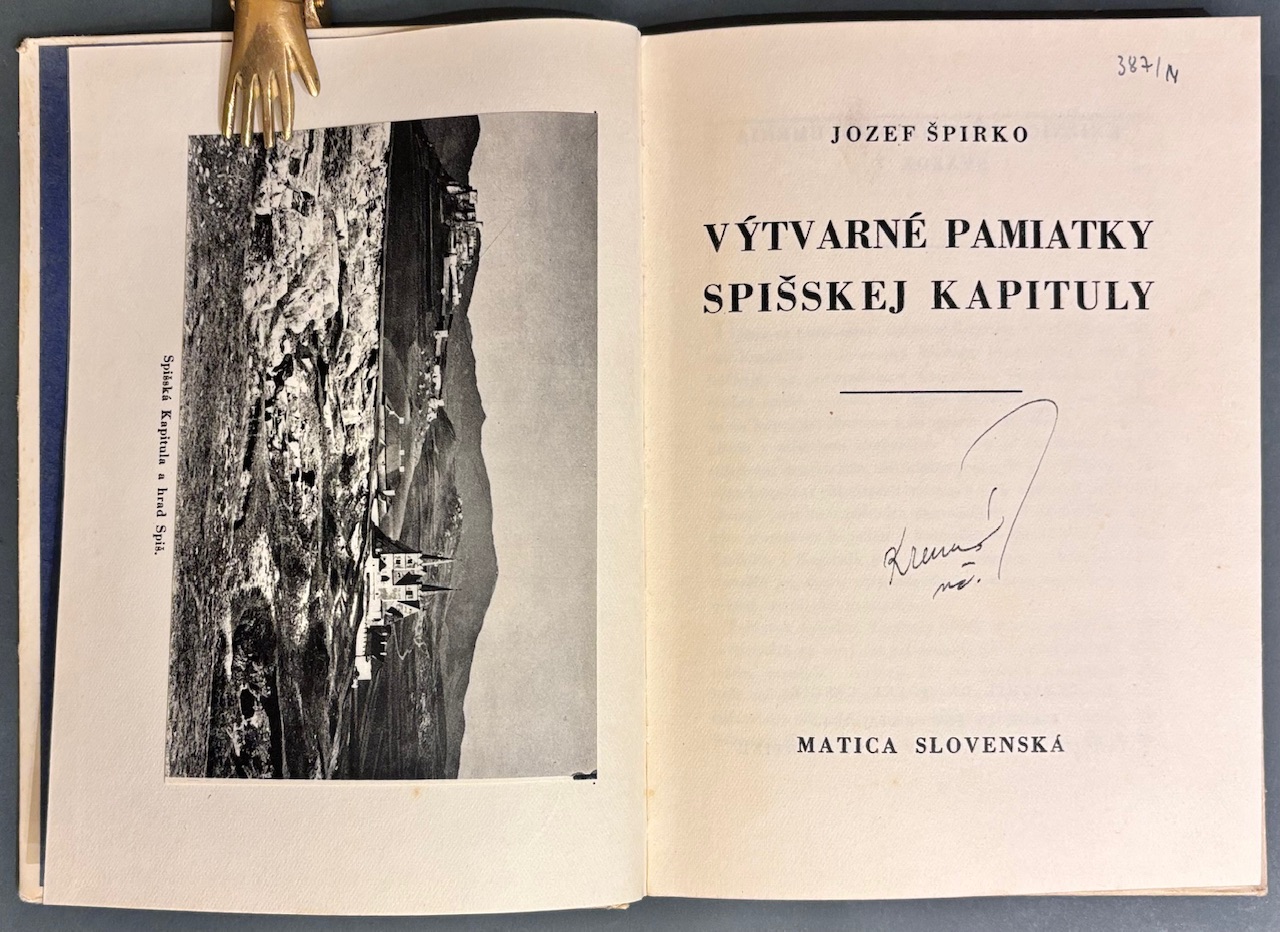 Spišská Kapitula a hrad Spiš.
387/N
JOZEF ŠPIRKO
VÝTVARNÉ PAMIATKY
SPIŠSKEJ KAPITULY
MATICA SLOVENSKÁ